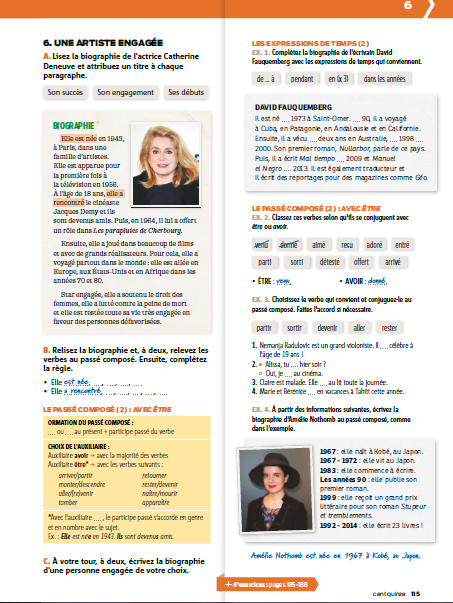 6
6. UNE ARTISTE ENGAGÉE
A. Lisez la biographie de l'actrice Catherine
Deneuve et attribuez un titre à chaque
paragraphe.
Son succès Son engagement Ses débuts
BIOGRAPHIE
Elle est née en 1943,
à Paris, dans une
famille d'artistes.
Elle est apparue pour
la première fois à
la télévision en 1956.
À l'âge de 18 ans, elle a
rencontré le cinéaste
Jacques Demy et ils
sont devenus amis. Puis, en 1964, il lui a offert
un rôle dans Les parapluies de Cherbourg.
Ensuite, elle a joué dans beaucoup de films
et avec de grands réalisateurs. Pour cela, elle a
voyagé partout dans le monde : elle est allée en
Europe, aux États-Unis et en Afrique dans les
années 70 et 80.
Star engagée, elle a soutenu le droit des
femmes, elle a lutté contre la peine de mort
et elle est restée toute sa vie très engagée en
faveur des personnes défavorisées.
B. Relisez la biographie et, à deux, relevez les
verbes au passé composé. Ensuite, complétez
la règle.
• Elle est née, ..., ..., ..., ...
• Elle a rencontré, ..., ..., ..., ..., ...
LE PASSÉ COMPOSÉ (2) : AVEC ÊTRE
ORMATION DU PASSÉ COMPOSÉ :
.... ou .... au présent + participe passé du verbe
CHOIX DE L'AUXILIAIRE :
Auxiliaire avoir → avec la majorité des verbes
Auxiliaire être* → avec les verbes suivants :
arriver/partir retourner
monter/descendre rester/devenir
aller/(re)venir naître/mourir
tomber apparaître
*Avec l'auxiliaire ...., le participe passé s'accorde en genre
et en nombre avec le sujet.
Ex. : Elle est née en 1943. Ils sont devenus amis.
C. À votre tour, à deux, écrivez la biographie
d'une personne engagée de votre choix.
LES EXPRESSIONS DE TEMPS (2)
EX. 1. Complétez la biographie de l'écrivain David
Fauquemberg avec les expressions de temps qui conviennent.
de ... à pendant en (x 3) dans les années
DAVID FAUQUEMBERG
Il est né .... 1973 à Saint-Omer. .... 90, il a voyagé
à Cuba, en Patagonie, en Andalousie et en Californie.
Ensuite, il a vécu .... deux ans en Australie, .... 1998 ....
2000. Son premier roman, Nullarbor, parle de ce pays.
Puis, il a écrit Mal tiempo .... 2009 et Manuel
el Negro .... 2013. Il est également traducteur et
il écrit des reportages pour des magazines comme Géo.
LE PASSÉ COMPOSÉ (2) : AVEC ÊTRE
EX. 2. Classez ces verbes selon qu'ils se conjuguent avec
être ou avoir.
venu donné aimé reçu adoré entré
parti sorti détesté offert arrivé
• ÊTRE : venu, • AVOIR : donné,
EX. 3. Choisissez le verbe qui convient et conjuguez-le au
passé composé. Faites l'accord si nécessaire.
partir sortir devenir aller rester
1. Nemanja Radulovic est un grand violoniste. Il .... célèbre à
l'âge de 19 ans !
2. • Alissa, tu .... hier soir ?
◦ Oui, je .... au cinéma.
3. Claire est malade. Elle .... au lit toute la journée.
4. Marie et Bérénice .... en vacances à Tahiti cette année.
EX. 4. À partir des informations suivantes, écrivez la
biographie d'Amélie Nothomb au passé composé, comme
dans l'exemple.
1967 : elle naît à Kobé, au Japon.
1967 - 1972 : elle vit au Japon.
1983 : elle commence à écrire.
Les années 90 : elle publie son
premier roman.
1999 : elle reçoit un grand prix
littéraire pour son roman Stupeur
et tremblements.
1992 - 2014 : elle écrit 23 livres !
Amélie Nothomb est née en 1967 à Kobé, au Japon.
+ d'exercices : pages 185-188
cent quinze 115